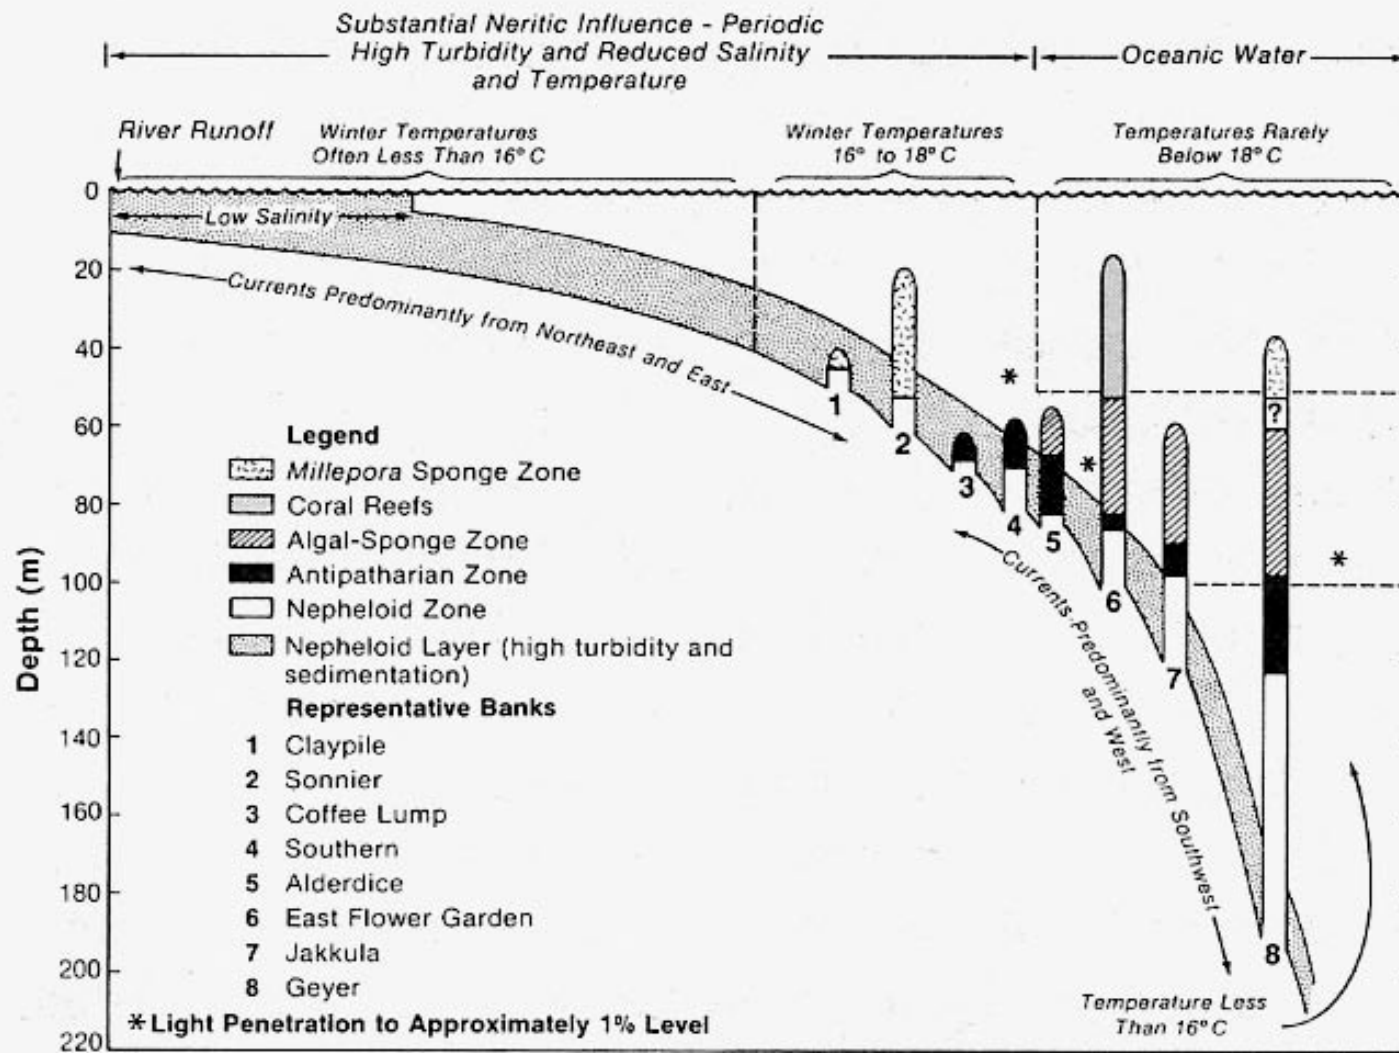 Substantial Neritic Influence - Periodic
High Turbidity and Reduced Salinity
and Temperature
Oceanic Water
River Runoff
Winter Temperatures
Often Less Than 16°C
Winter Temperatures
16° to 18°C
Temperatures Rarely
Below 18°C
0
20
40
60
80
100
120
140
160
180
200
220
Depth (m)
Low Salinity
Currents Predominantly from Northeast and East
*
*
*
1
2
3
4
5
6
7
8
?
Currents Predominantly from Southwest
and West
Temperature Less
Than 16°C
Legend
Millepora Sponge Zone
Coral Reefs
Algal-Sponge Zone
Antipatharian Zone
Nepheloid Zone
Nepheloid Layer (high turbidity and
sedimentation)
Representative Banks
1 Claypile
2 Sonnier
3 Coffee Lump
4 Southern
5 Alderdice
6 East Flower Garden
7 Jakkula
8 Geyer
*Light Penetration to Approximately 1% Level